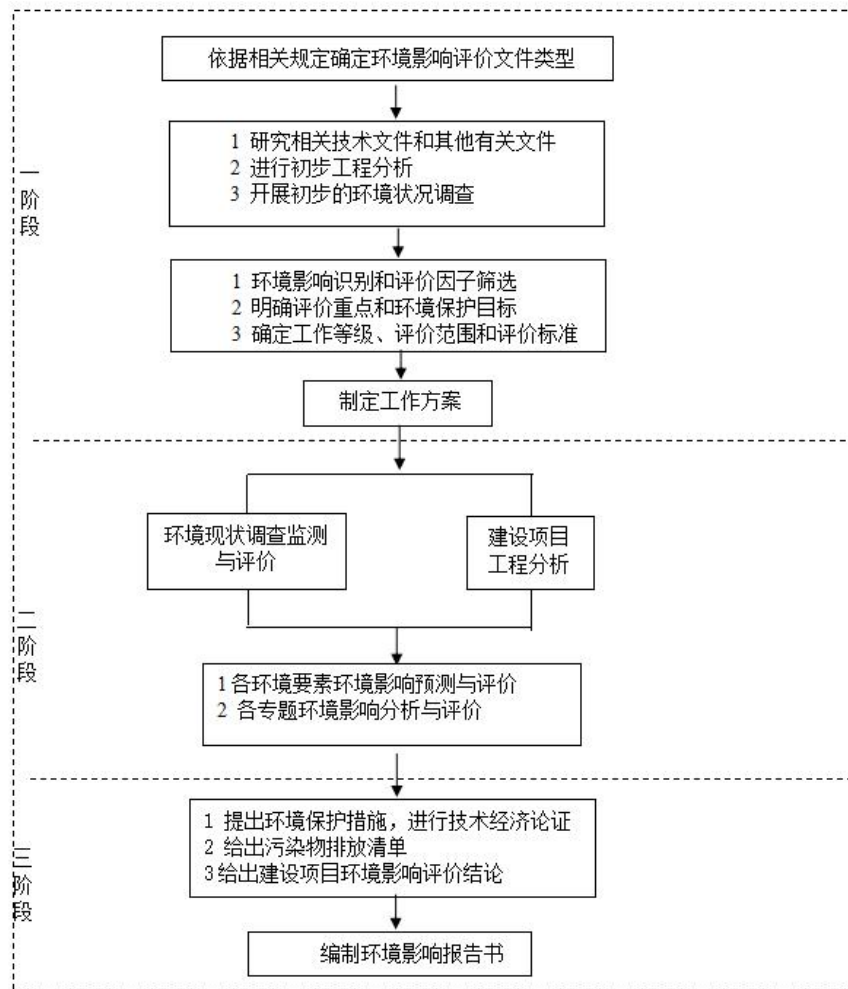 依据相关规定确定环境影响评价文件类型
1 研究相关技术文件和其他有关文件
2 进行初步工程分析
3 开展初步的环境状况调查
一
阶
段
1 环境影响识别和评价因子筛选
2 明确评价重点和环境保护目标
3 确定工作等级、评价范围和评价标准
制定工作方案
环境现状调查监测
与评价
建设项目
工程分析
二
阶
段
1各环境要素环境影响预测与评价
2 各专题环境影响分析与评价
1 提出环境保护措施，进行技术经济论证
2 给出污染物排放清单
3给出建设项目环境影响评价结论
三
阶
段
编制环境影响报告书